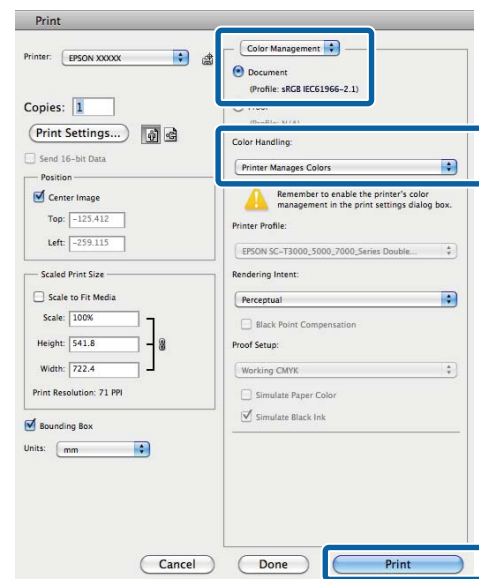 Print
Printer: EPSON XXXXX
Copies: 1
Print Settings...
Send 16-bit Data
Position
Center Image
Top: -125.412
Left: -259.115
Scaled Print Size
Scale to Fit Media
Scale: 100%
Height: 541.8
Width: 722.4
Print Resolution: 71 PPI
Bounding Box
Units: mm
Color Management
Document
(Profile: sRGB IEC61966-2.1)
Color Handling:
Printer Manages Colors
Remember to enable the printer's color
management in the print settings dialog box.
Printer Profile:
EPSON SC-T3000_5000_7000_Series Double...
Rendering Intent:
Perceptual
Black Point Compensation
Proof Setup:
Working CMYK
Simulate Paper Color
Simulate Black Ink
Cancel
Done
Print